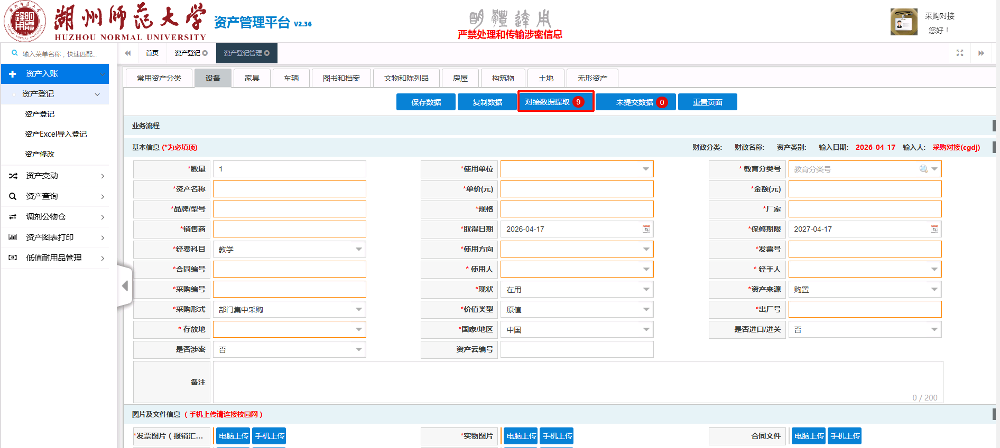 湖州师范大学
HUZHOU NORMAL UNIVERSITY
资产管理平台 V2.36
明體達用
严禁处理和传输涉密信息
采购对接
您好！
输入菜单名称，快速匹配...
首页 资产登记 资产登记管理
资产入账
资产登记
资产登记
资产Excel导入登记
资产修改
资产变动
资产查询
调剂公物仓
资产图表打印
低值耐用品管理
常用资产分类 设备 家具 车辆 图书和档案 文物和陈列品 房屋 构筑物 土地 无形资产
保存数据 复制数据 对接数据提取 9 未提交数据 0 重置页面
业务流程
基本信息 (*为必填项) 财政分类: 财政名称: 资产类别: 输入日期: 2026-04-17 输入人: 采购对接(cgdj)
*数量 1 *使用单位 * 教育分类号 教育分类号
*资产名称 *单价(元) *金额(元)
*品牌/型号 *规格 *厂家
*销售商 *取得日期 2026-04-17 *保修期限 2027-04-17
*经费科目 教学 *使用方向 *发票号
*合同编号 * 使用人 * 经手人
*采购编号 *现状 在用 *资产来源 购置
*采购形式 部门集中采购 *价值类型 原值 *出厂号
* 存放地 *国家/地区 中国 是否进口/进关 否
是否涉密 否 资产云编号
备注
0 / 200
图片及文件信息 （手机上传请连接校园网）
*发票图片（报销汇... 电脑上传 手机上传 *实物图片 电脑上传 手机上传 合同文件 电脑上传 手机上传